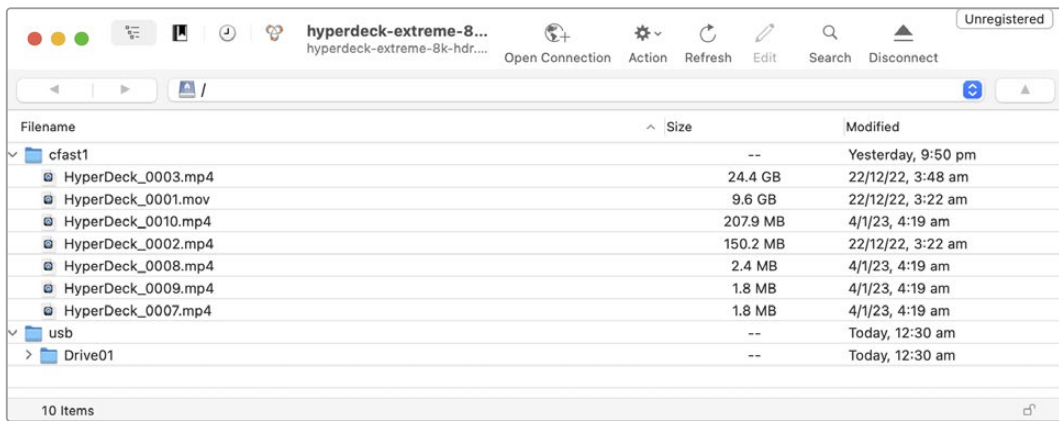 Unregistered
hyperdeck-extreme-8...
hyperdeck-extreme-8k-hdr....
Open Connection Action Refresh Edit Search Disconnect
/
Filename Size Modified
cfast1 -- Yesterday, 9:50 pm
HyperDeck_0003.mp4 24.4 GB 22/12/22, 3:48 am
HyperDeck_0001.mov 9.6 GB 22/12/22, 3:22 am
HyperDeck_0010.mp4 207.9 MB 4/1/23, 4:19 am
HyperDeck_0002.mp4 150.2 MB 22/12/22, 3:22 am
HyperDeck_0008.mp4 2.4 MB 4/1/23, 4:19 am
HyperDeck_0009.mp4 1.8 MB 4/1/23, 4:19 am
HyperDeck_0007.mp4 1.8 MB 4/1/23, 4:19 am
usb -- Today, 12:30 am
Drive01 -- Today, 12:30 am
10 Items